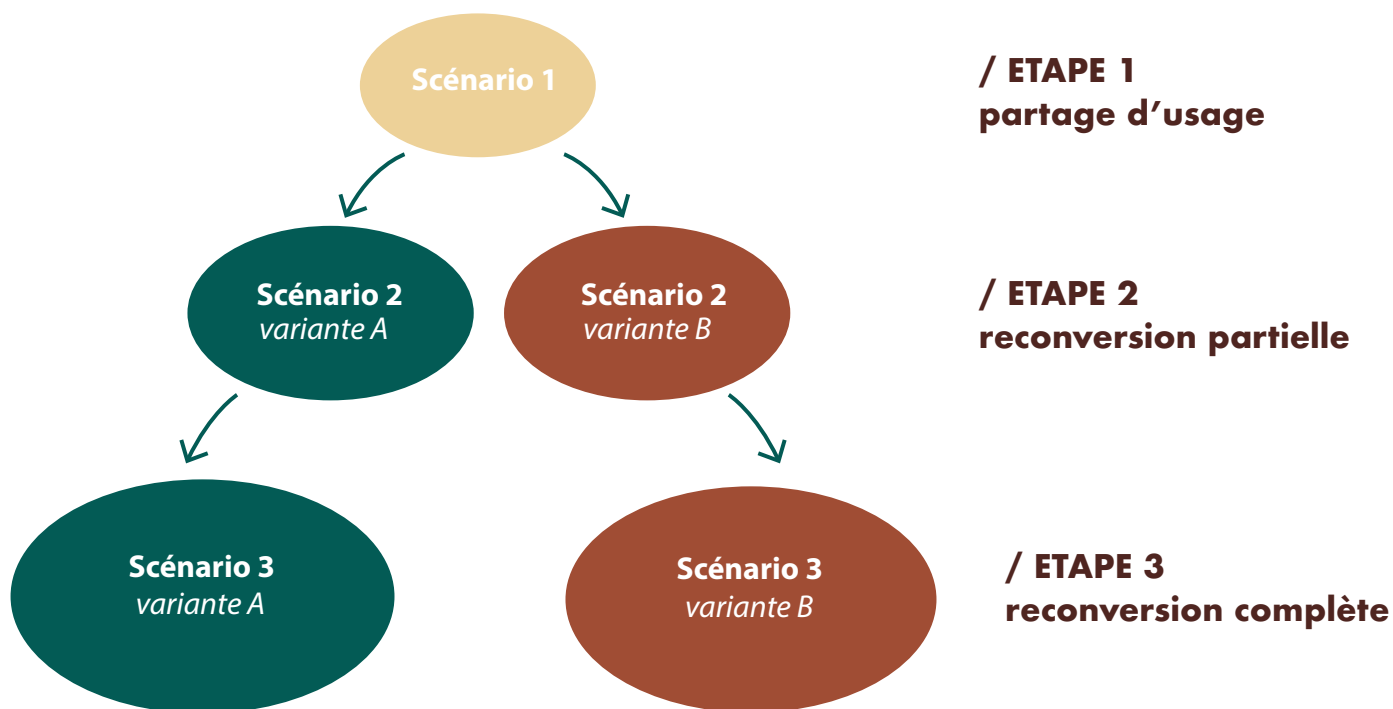 Scénario 1
/ ETAPE 1
partage d’usage
Scénario 2
variante A
Scénario 2
variante B
/ ETAPE 2
reconversion partielle
Scénario 3
variante A
Scénario 3
variante B
/ ETAPE 3
reconversion complète